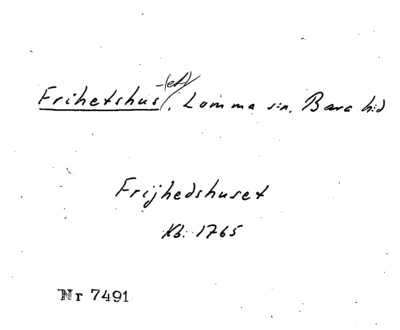 Frihetshus -(et), Lomma sn. Bara hd
Frijhedshuset
Kb. 1765
Nr 7491